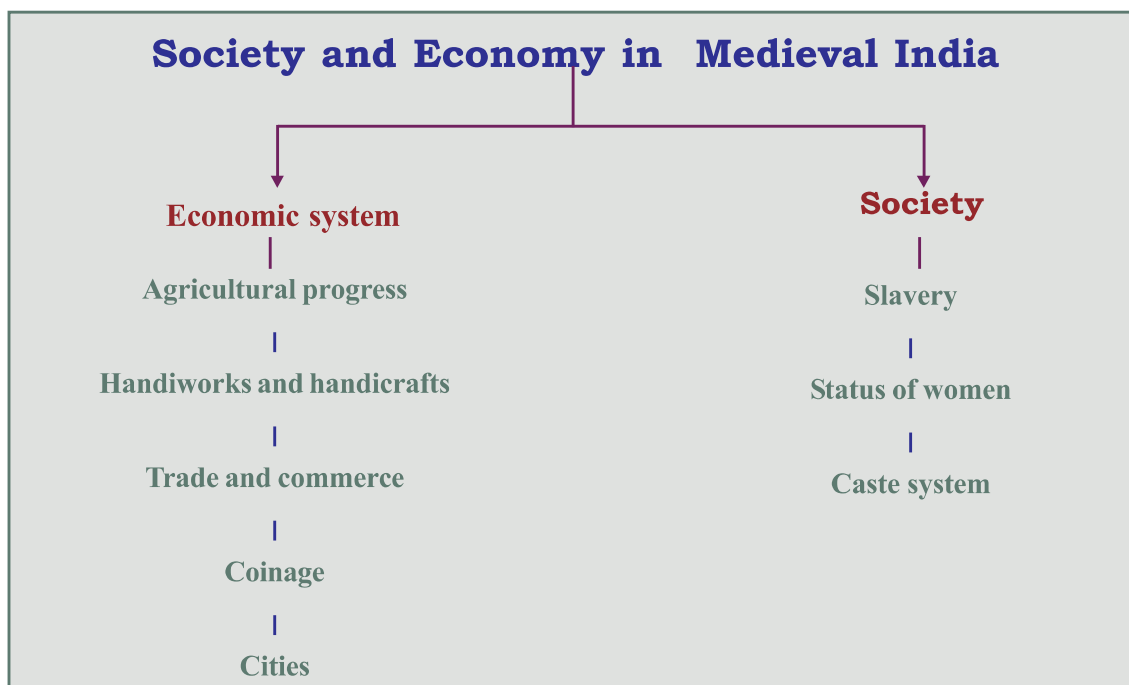 Society and Economy in Medieval India
Economic system
Agricultural progress
Handiworks and handicrafts
Trade and commerce
Coinage
Cities
Society
Slavery
Status of women
Caste system